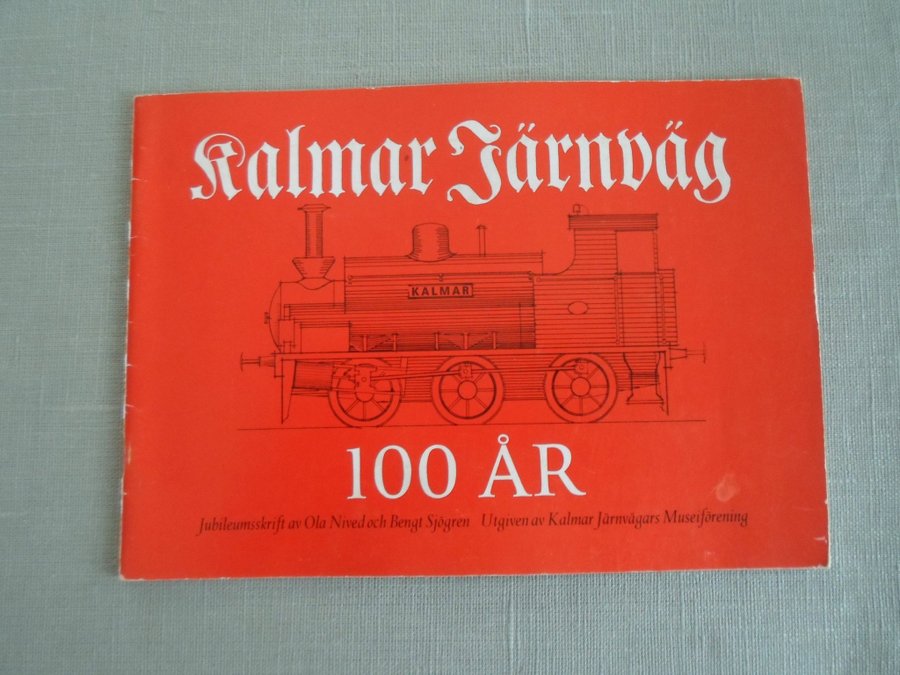 Kalmar Järnväg
KALMAR
100 ÅR
Jubileumsskrift av Ola Nived och Bengt Sjögren Utgiven av Kalmar Järnvägars Museiförening